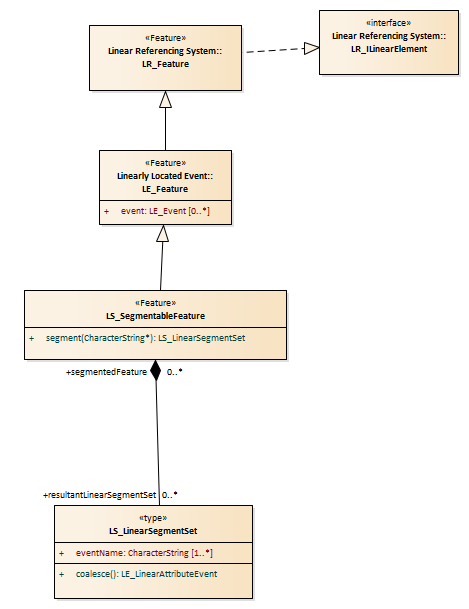 «Feature»
Linear Referencing System::
LR_Feature
«interface»
Linear Referencing System::
LR_ILinearElement
«Feature»
Linearly Located Event::
LE_Feature
+ event: LE_Event [0..*]
«Feature»
LS_SegmentableFeature
+ segment(CharacterString*): LS_LinearSegmentSet
+segmentedFeature 0..*
+resultantLinearSegmentSet 0..*
«type»
LS_LinearSegmentSet
+ eventName: CharacterString [1..*]
+ coalesce(): LE_LinearAttributeEvent